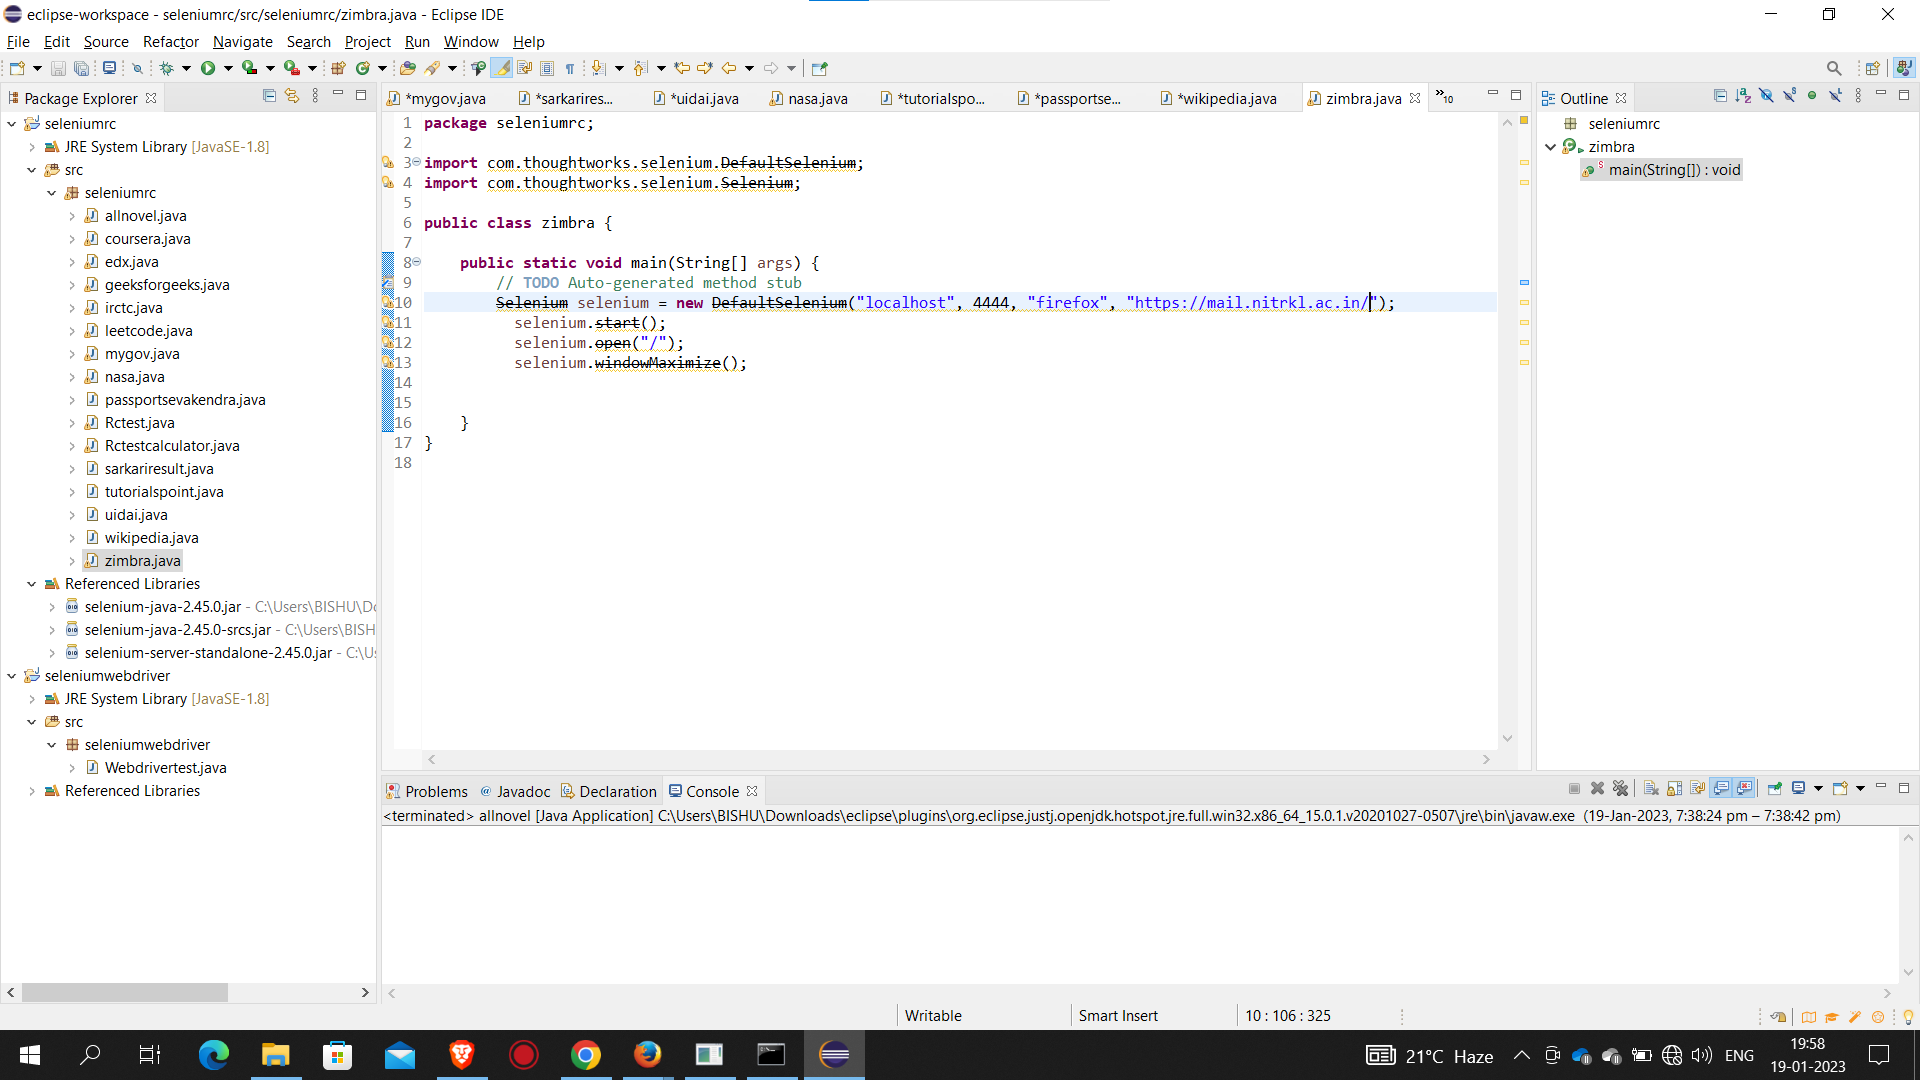 eclipse-workspace - seleniumrc/src/seleniumrc/zimbra.java - Eclipse IDE
File Edit Source Refactor Navigate Search Project Run Window Help
Package Explorer
seleniumrc
JRE System Library [JavaSE-1.8]
src
seleniumrc
allnovel.java
coursera.java
edx.java
geeksforgeeks.java
irctc.java
leetcode.java
mygov.java
nasa.java
passportsevakendra.java
Rctest.java
Rctestcalculator.java
sarkariresult.java
tutorialspoint.java
uidai.java
wikipedia.java
zimbra.java
Referenced Libraries
selenium-java-2.45.0.jar - C:\Users\BISHU\Do
selenium-java-2.45.0-srcs.jar - C:\Users\BISH
selenium-server-standalone-2.45.0.jar - C:\Us
seleniumwebdriver
JRE System Library [JavaSE-1.8]
src
seleniumwebdriver
Webdrivertest.java
Referenced Libraries
*mygov.java *sarkarires... *uidai.java nasa.java *tutorialspo... *passportse... *wikipedia.java zimbra.java »10
1 package seleniumrc;
2
3 import com.thoughtworks.selenium.DefaultSelenium;
4 import com.thoughtworks.selenium.Selenium;
5
6 public class zimbra {
7
8 public static void main(String[] args) {
9 // TODO Auto-generated method stub
10 Selenium selenium = new DefaultSelenium("localhost", 4444, "firefox", "https://mail.nitrkl.ac.in/");
11 selenium.start();
12 selenium.open("/");
13 selenium.windowMaximize();
14
15
16 }
17 }
18
Outline
seleniumrc
zimbra
main(String[]) : void
Problems @ Javadoc Declaration Console
<terminated> allnovel [Java Application] C:\Users\BISHU\Downloads\eclipse\plugins\org.eclipse.justj.openjdk.hotspot.jre.full.win32.x86_64_15.0.1.v20201027-0507\jre\bin\javaw.exe (19-Jan-2023, 7:38:24 pm – 7:38:42 pm)
Writable Smart Insert 10 : 106 : 325
21°C Haze ENG 19:58
19-01-2023